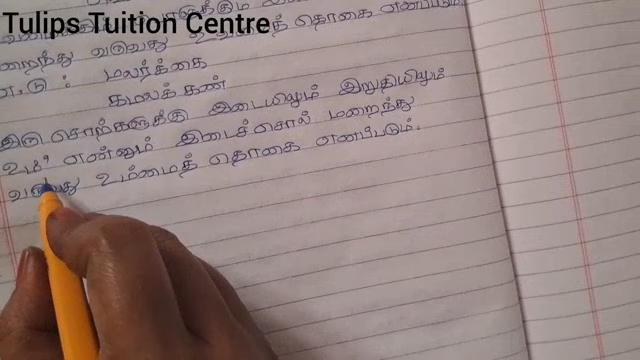 Tulips Tuition Centre
மறைந்து வருவது தொகை எனப்படும்
எ.டு : மலர்க்கை
கமலக் கண்
இரு சொற்களுக்கு இடையிலும் இறுதியிலும்
உம் என்னும் இடைச்சொல் மறைந்து
வருவது உம்மைத் தொகை எனப்படும்.